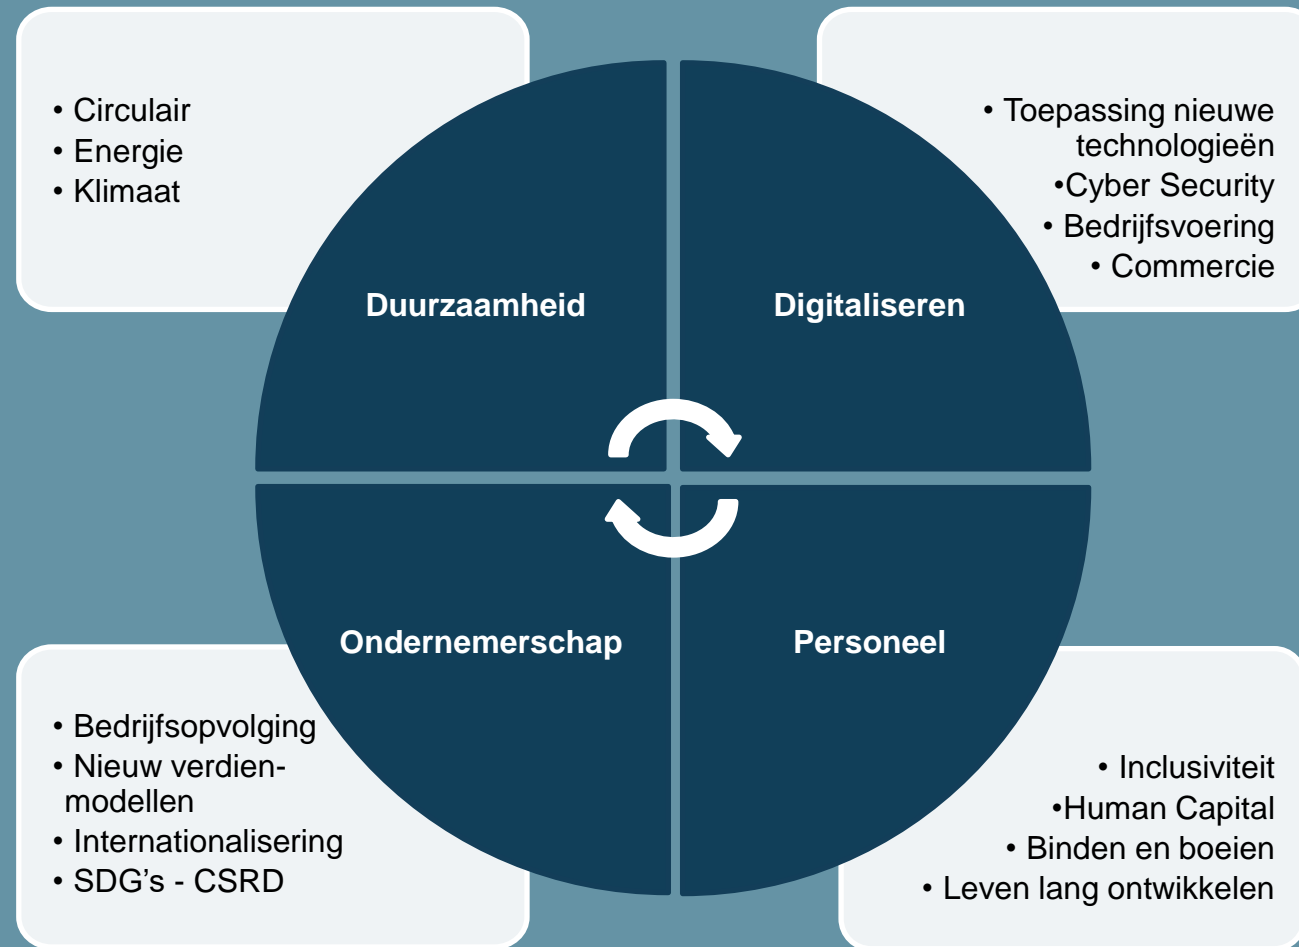 • Circulair
• Energie
• Klimaat
Duurzaamheid
• Toepassing nieuwe
technologieën
•Cyber Security
• Bedrijfsvoering
• Commercie
Digitaliseren
Ondernemerschap
• Bedrijfsopvolging
• Nieuw verdien-
modellen
• Internationalisering
• SDG’s - CSRD
Personeel
• Inclusiviteit
•Human Capital
• Binden en boeien
• Leven lang ontwikkelen